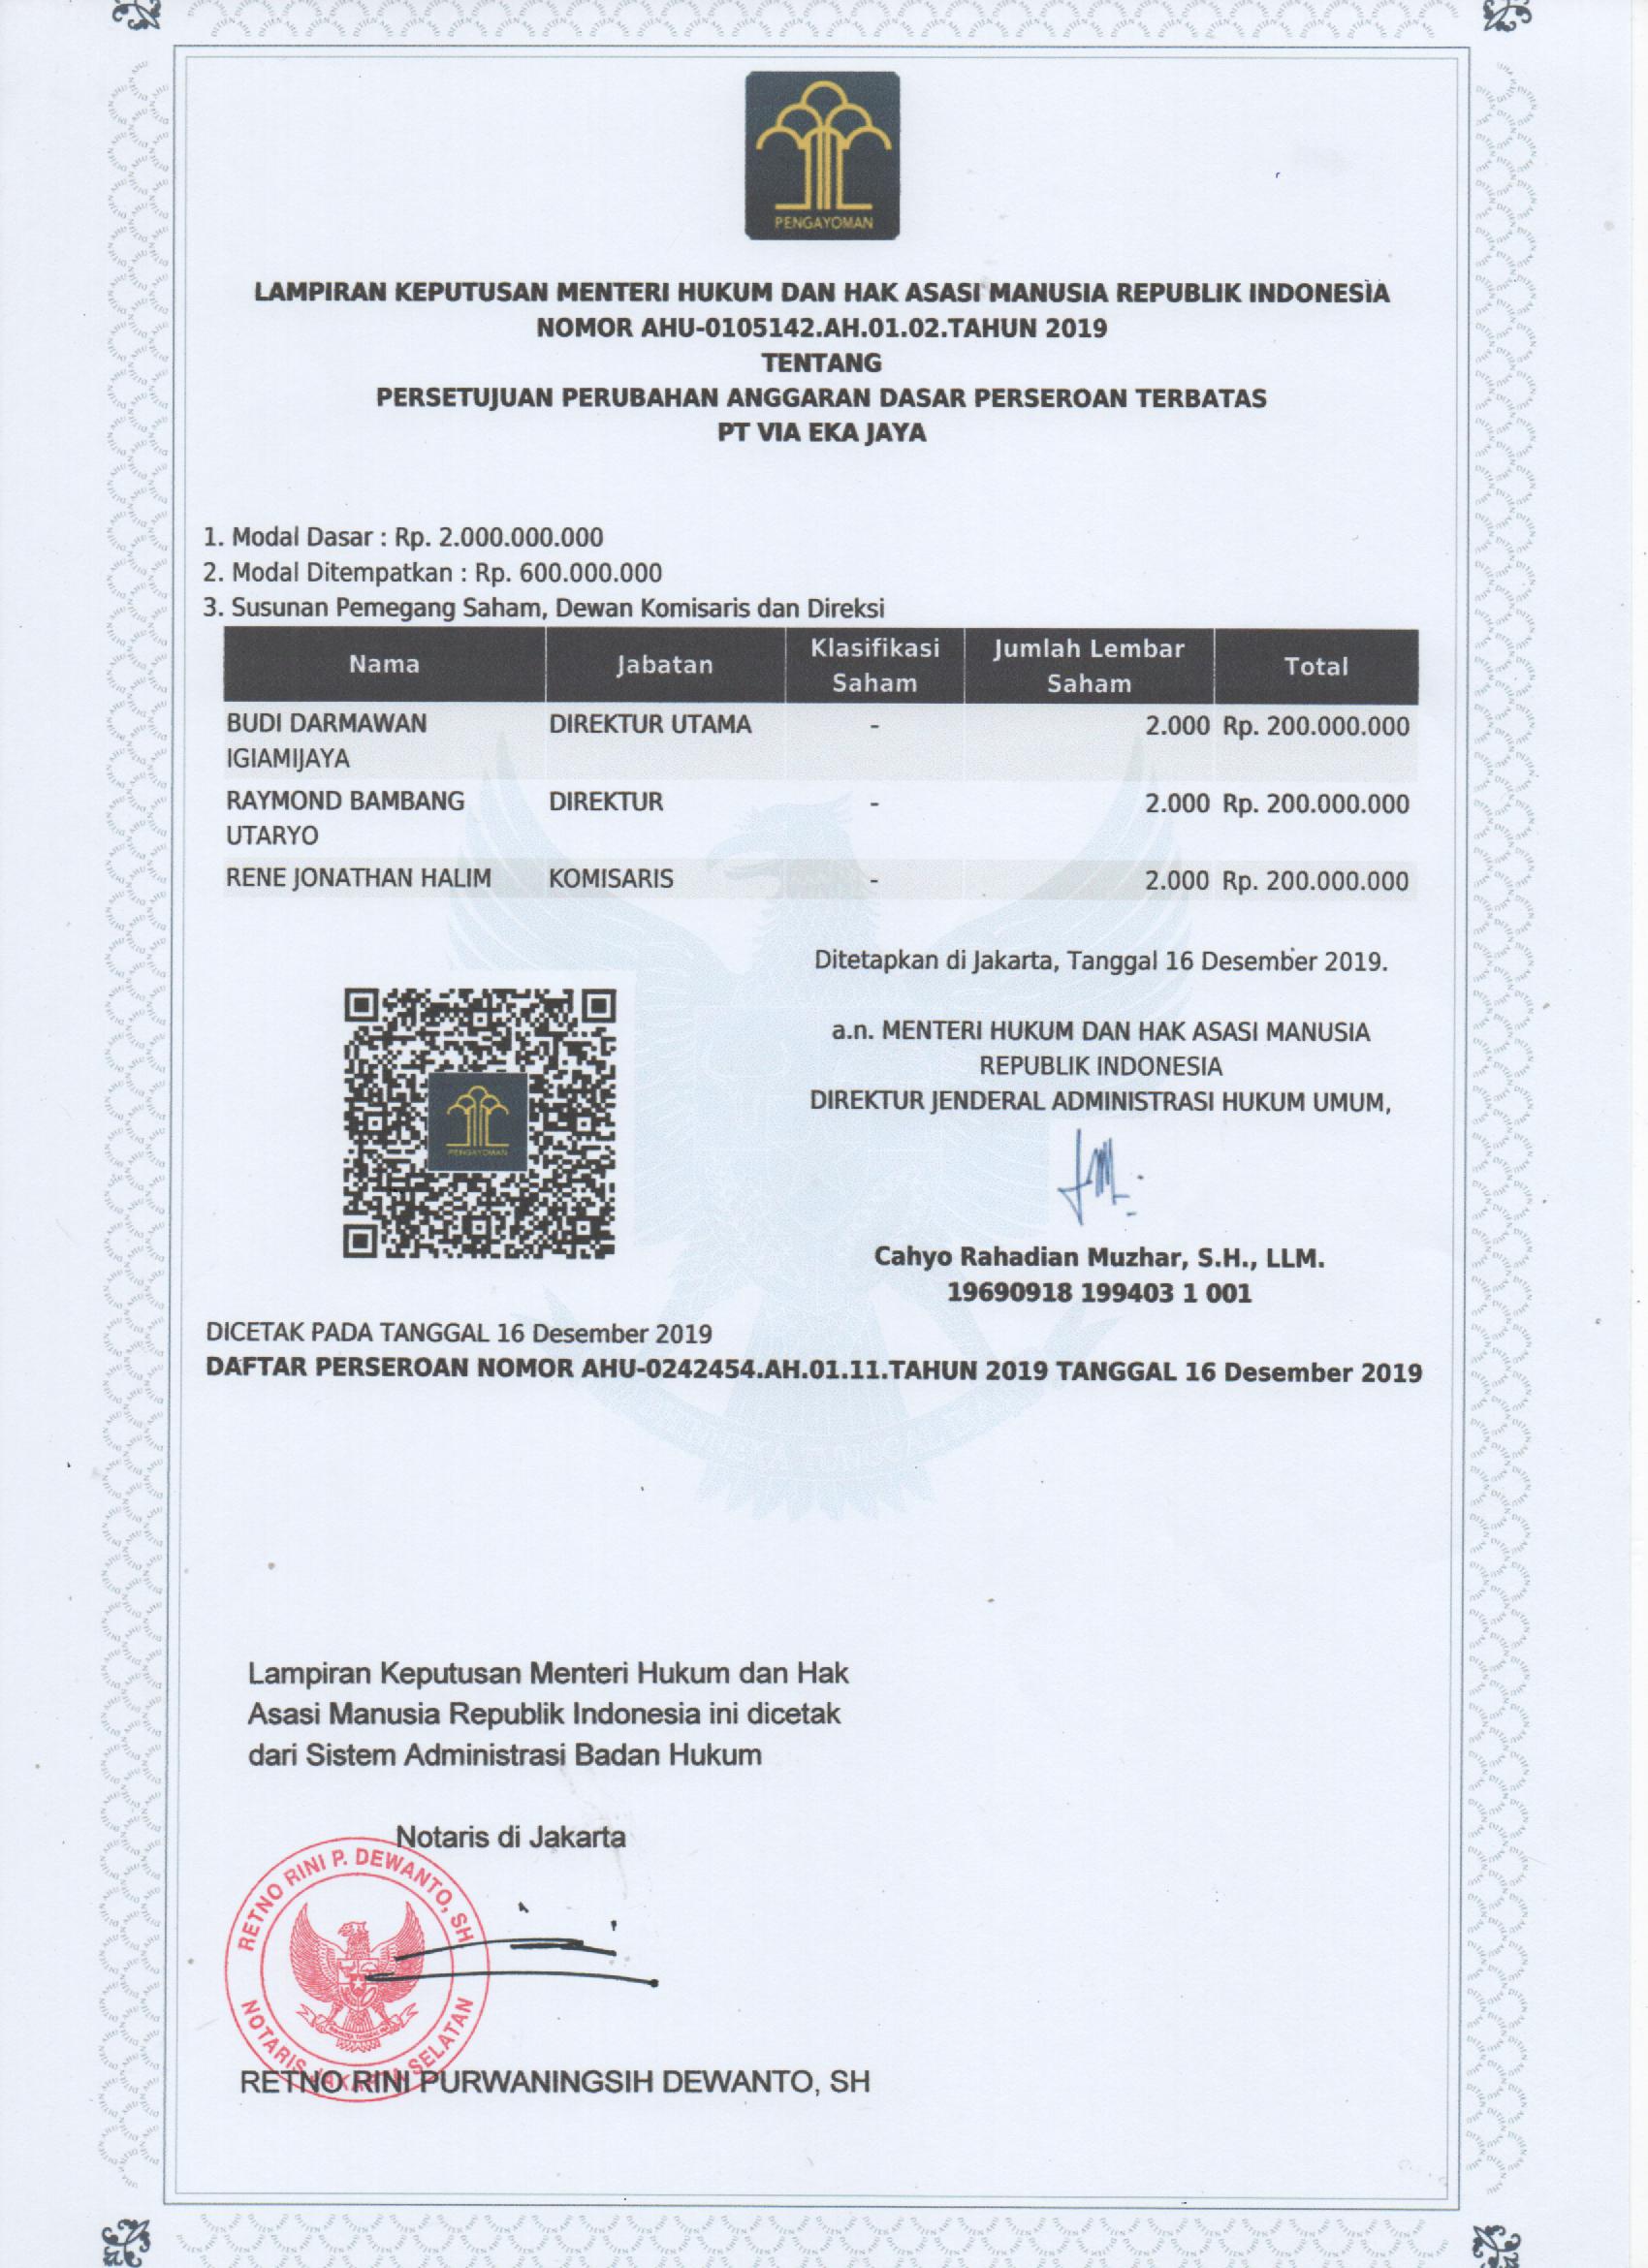 PENGAYOMAN
LAMPIRAN KEPUTUSAN MENTERI HUKUM DAN HAK ASASI MANUSIA REPUBLIK INDONESIA
NOMOR AHU-0105142.AH.01.02.TAHUN 2019
TENTANG
PERSETUJUAN PERUBAHAN ANGGARAN DASAR PERSEROAN TERBATAS
PT VIA EKA JAYA
1. Modal Dasar : Rp. 2.000.000.000
2. Modal Ditempatkan : Rp. 600.000.000
3. Susunan Pemegang Saham, Dewan Komisaris dan Direksi
Nama Jabatan Klasifikasi Saham Jumlah Lembar Saham Total
BUDI DARMAWAN IGIAMIJAYA DIREKTUR UTAMA - 2.000 Rp. 200.000.000
RAYMOND BAMBANG UTARYO DIREKTUR - 2.000 Rp. 200.000.000
RENE JONATHAN HALIM KOMISARIS - 2.000 Rp. 200.000.000
Ditetapkan di Jakarta, Tanggal 16 Desember 2019.
a.n. MENTERI HUKUM DAN HAK ASASI MANUSIA
REPUBLIK INDONESIA
DIREKTUR JENDERAL ADMINISTRASI HUKUM UMUM,
PENGAYOMAN
Cahyo Rahadian Muzhar, S.H., LLM.
19690918 199403 1 001
DICETAK PADA TANGGAL 16 Desember 2019
DAFTAR PERSEROAN NOMOR AHU-0242454.AH.01.11.TAHUN 2019 TANGGAL 16 Desember 2019
Lampiran Keputusan Menteri Hukum dan Hak
Asasi Manusia Republik Indonesia ini dicetak
dari Sistem Administrasi Badan Hukum
Notaris di Jakarta
RETNO RINI P. DEWANTO, SH
NOTARIS JAKARTA SELATAN
RETNO RINI PURWANINGSIH DEWANTO, SH